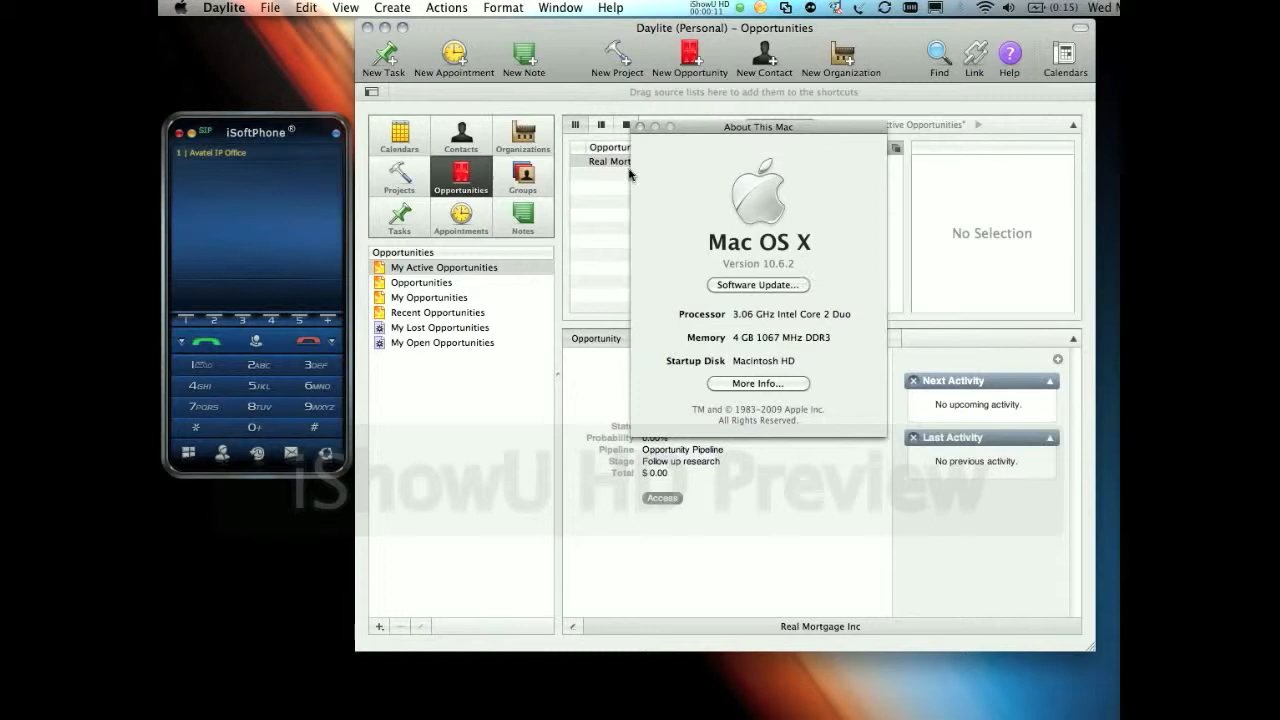 Daylite File Edit View Create Actions Format Window Help iShowU HD 00:00:11 (0:15) Wed
Daylite (Personal) – Opportunities
New Task New Appointment New Note New Project New Opportunity New Contact New Organization Find Link Help Calendars
Drag source lists here to add them to the shortcuts
SIP iSoftPhone®
1 | Avatel IP Office
1 2 3 4 5 +
1 2ABC 3DEF
4GHI 5JKL 6MNO
7PQRS 8TUV 9WXYZ
* 0+ #
Calendars Contacts Organizations
Projects Opportunities Groups
Tasks Appointments Notes
Opportunities
My Active Opportunities
Opportunities
My Opportunities
Recent Opportunities
My Lost Opportunities
My Open Opportunities
ctive Opportunities"
Opportun
Real Mort
No Selection
About This Mac
Mac OS X
Version 10.6.2
Software Update...
Processor 3.06 GHz Intel Core 2 Duo
Memory 4 GB 1067 MHz DDR3
Startup Disk Macintosh HD
More Info...
TM and © 1983–2009 Apple Inc.
All Rights Reserved.
Opportunity
State
Probability 0.00%
Pipeline Opportunity Pipeline
Stage Follow up research
Total $ 0.00
Access
Next Activity
No upcoming activity.
Last Activity
No previous activity.
Real Mortgage Inc
iShowU HD Preview